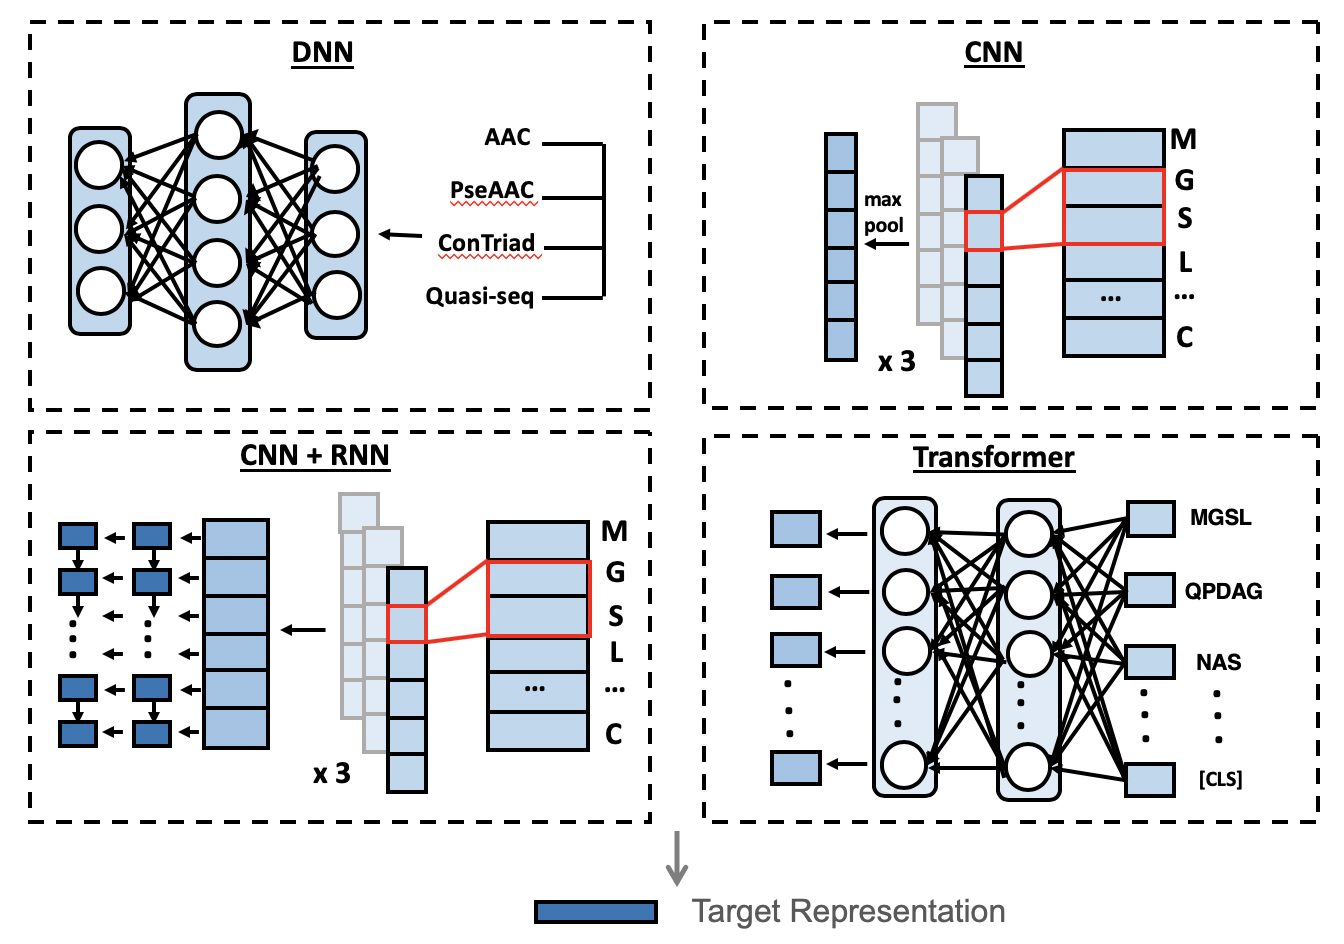 DNN
AAC
PseAAC
ConTriad
Quasi-seq
CNN
max
pool
x 3
M
G
S
L
...
...
C
CNN + RNN
x 3
M
G
S
L
...
...
C
Transformer
MGSL
QPDAG
NAS
[CLS]
Target Representation